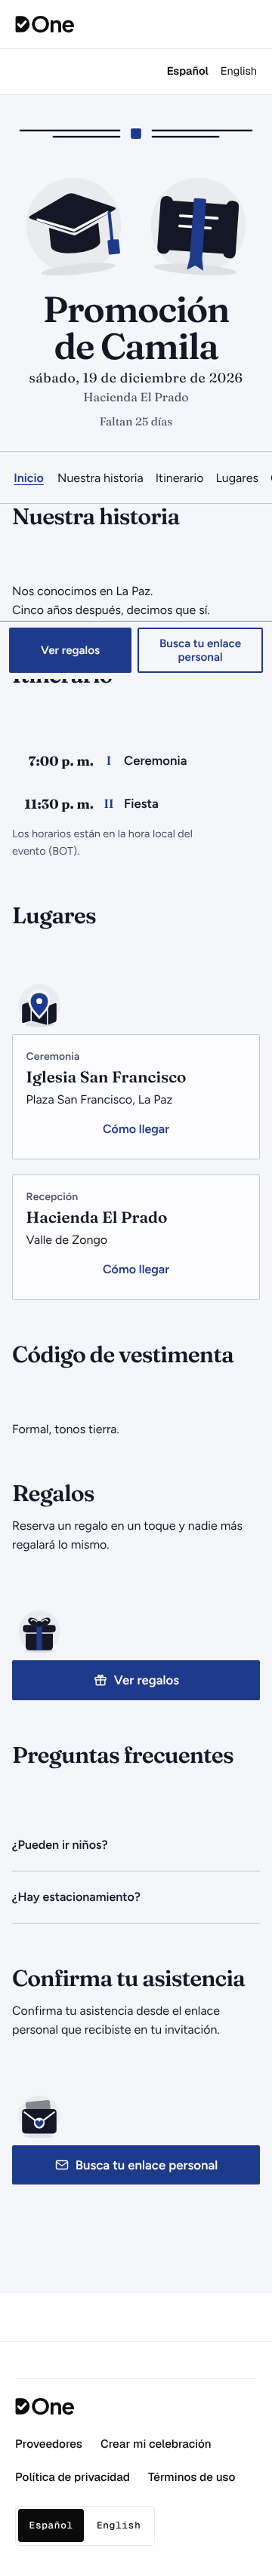 One
Español English
Promoción
de Camila
sábado, 19 de diciembre de 2026
Hacienda El Prado
Faltan 25 días
Inicio Nuestra historia Itinerario Lugares
Nuestra historia
Nos conocimos en La Paz.
Cinco años después, decimos que sí.
Ver regalos
Busca tu enlace
personal
Itinerario
7:00 p. m. I Ceremonia
11:30 p. m. II Fiesta
Los horarios están en la hora local del
evento (BOT).
Lugares
Ceremonia
Iglesia San Francisco
Plaza San Francisco, La Paz
Cómo llegar
Recepción
Hacienda El Prado
Valle de Zongo
Cómo llegar
Código de vestimenta
Formal, tonos tierra.
Regalos
Reserva un regalo en un toque y nadie más
regalará lo mismo.
Ver regalos
Preguntas frecuentes
¿Pueden ir niños?
¿Hay estacionamiento?
Confirma tu asistencia
Confirma tu asistencia desde el enlace
personal que recibiste en tu invitación.
Busca tu enlace personal
One
Proveedores Crear mi celebración
Política de privacidad Términos de uso
Español English